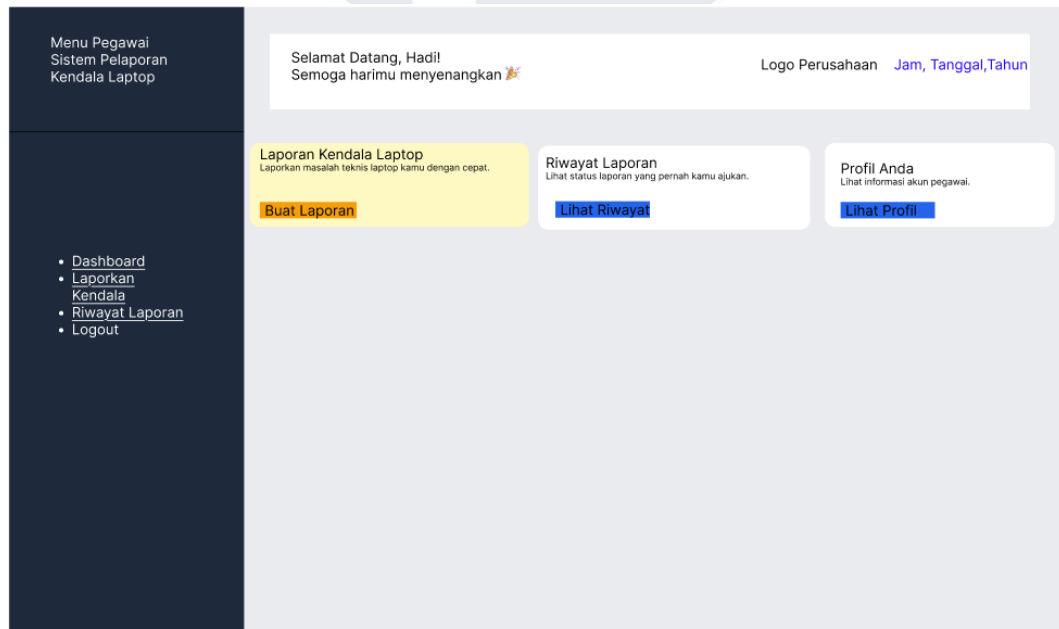 Menu Pegawai
Sistem Pelaporan
Kendala Laptop
Selamat Datang, Hadi!
Semoga harimu menyenangkan 🎉
Logo Perusahaan
Jam, Tanggal,Tahun
Laporan Kendala Laptop
Laporkan masalah teknis laptop kamu dengan cepat.
Buat Laporan
Riwayat Laporan
Lihat status laporan yang pernah kamu ajukan.
Lihat Riwayat
Profil Anda
Lihat informasi akun pegawai.
Lihat Profil
• Dashboard
• Laporkan
Kendala
• Riwayat Laporan
• Logout